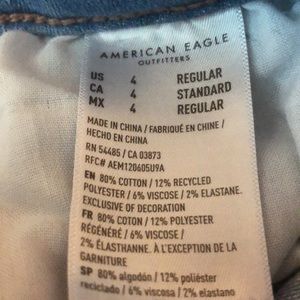 AMERICAN EAGLE
OUTFITTERS
US 4 REGULAR
CA 4 STANDARD
MX 4 REGULAR
MADE IN CHINA / FABRIQUÉ EN CHINE /
HECHO EN CHINA
RN 54485 / CA 03873
RFC# AEM120605U9A
EN 80% COTTON / 12% RECYCLED
POLYESTER / 6% VISCOSE / 2% ELASTANE.
EXCLUSIVE OF DECORATION
FR 80% COTON / 12% POLYESTER
RÉGÉNÉRÉ / 6% VISCOSE /
2% ÉLASTHANNE. À L'EXCEPTION DE LA
GARNITURE
SP 80% algodón / 12% poliéster
reciclado / 6% viscosa / 2% elastano